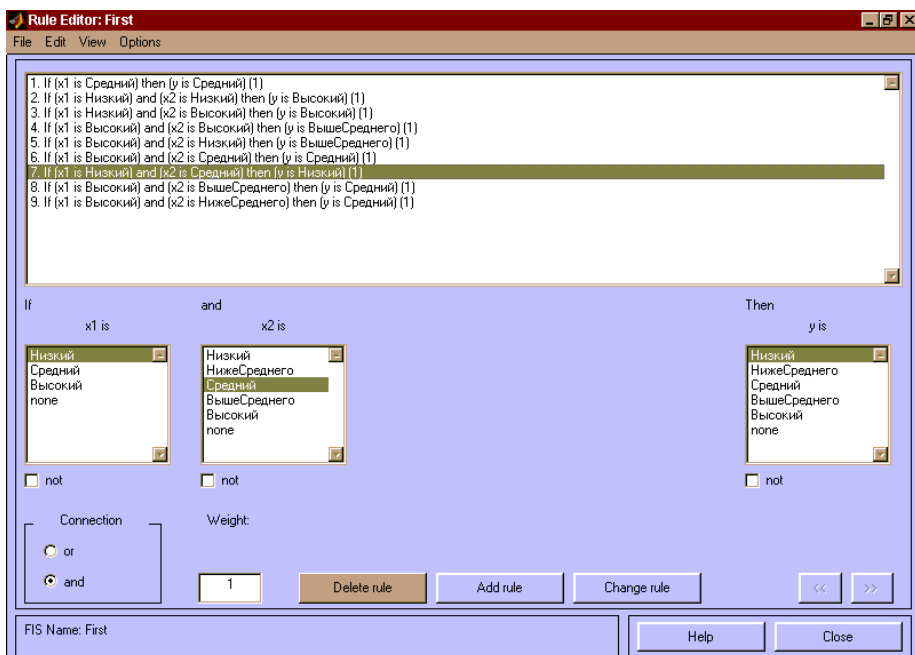 Rule Editor: First
File Edit View Options
1. If (x1 is Средний) then (y is Средний) (1)
2. If (x1 is Низкий) and (x2 is Низкий) then (y is Высокий) (1)
3. If (x1 is Низкий) and (x2 is Высокий) then (y is Высокий) (1)
4. If (x1 is Высокий) and (x2 is Высокий) then (y is ВышеСреднего) (1)
5. If (x1 is Высокий) and (x2 is Низкий) then (y is ВышеСреднего) (1)
6. If (x1 is Высокий) and (x2 is Средний) then (y is Средний) (1)
7. If (x1 is Низкий) and (x2 is Средний) then (y is Низкий) (1)
8. If (x1 is Высокий) and (x2 is ВышеСреднего) then (y is Средний) (1)
9. If (x1 is Высокий) and (x2 is НижеСреднего) then (y is Средний) (1)
If and Then
x1 is x2 is y is
Низкий
Средний
Высокий
none
Низкий
НижеСреднего
Средний
ВышеСреднего
Высокий
none
Низкий
НижеСреднего
Средний
ВышеСреднего
Высокий
none
not not not
Connection
or
and
Weight:
1
Delete rule Add rule Change rule << >>
FIS Name: First
Help Close